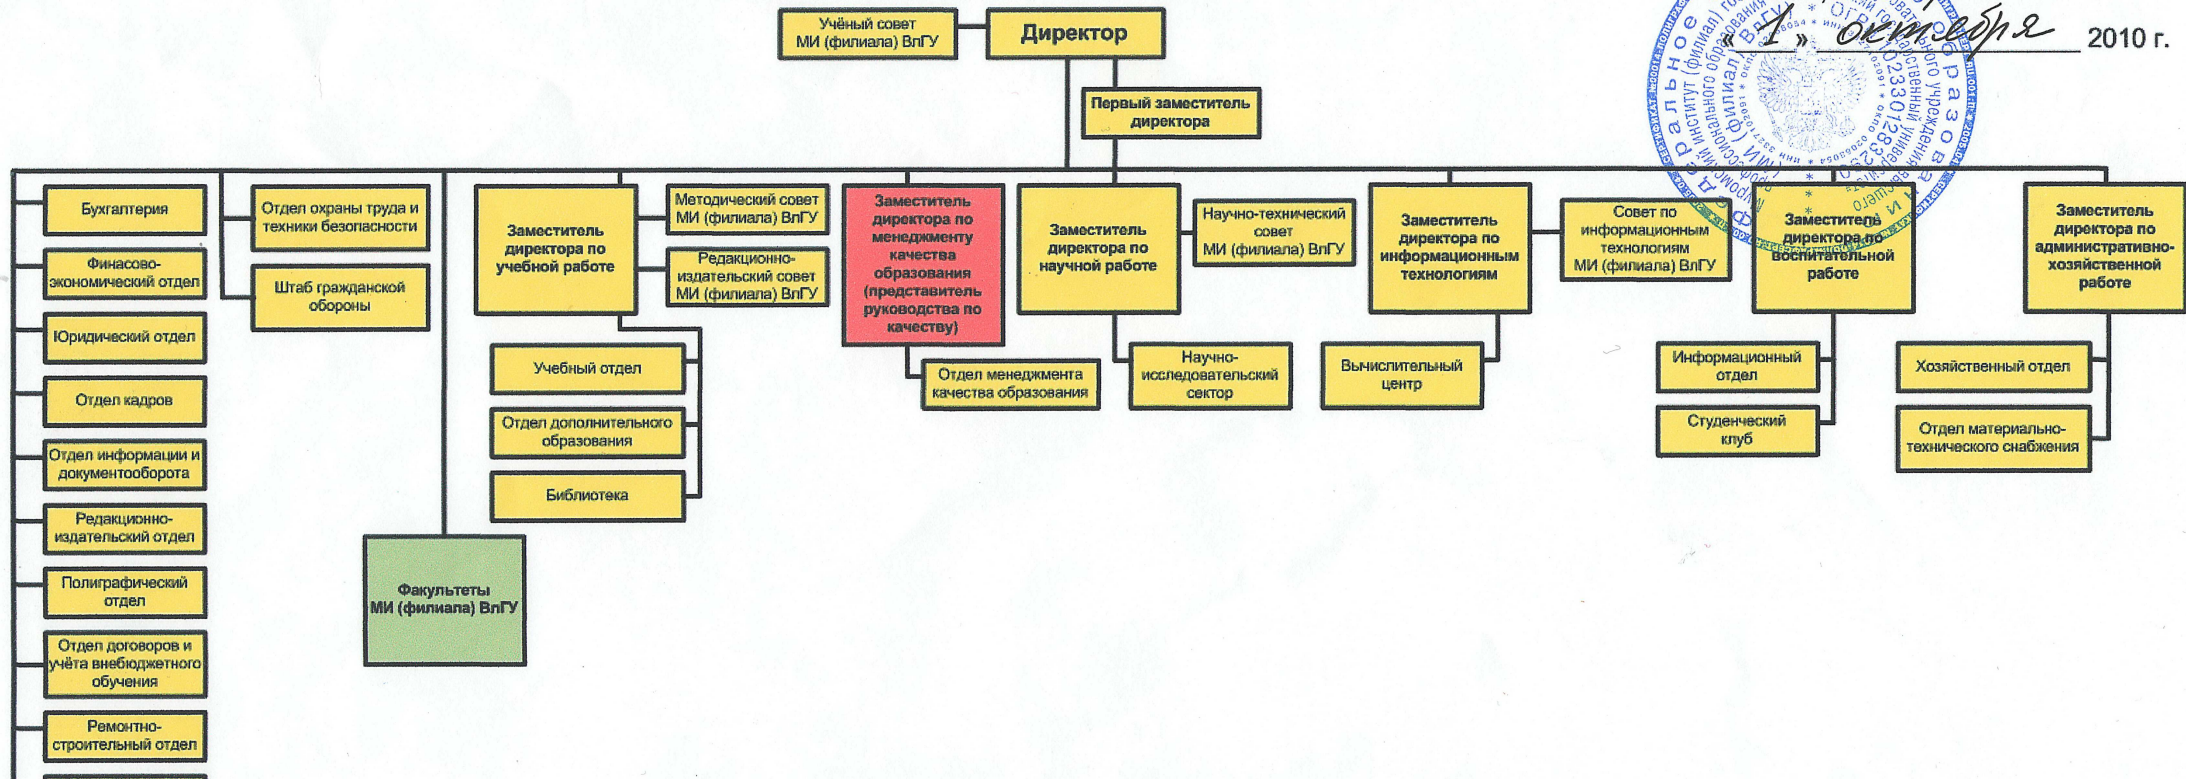 Учёный совет
МИ (филиала) ВлГУ
Директор
« 1 » октября 2010 г.
Первый заместитель
директора
Бухгалтерия
Финасово-
экономический отдел
Юридический отдел
Отдел кадров
Отдел информации и
документооборота
Редакционно-
издательский отдел
Полиграфический
отдел
Отдел договоров и
учёта внебюджетного
обучения
Ремонтно-
строительный отдел
Отдел охраны труда и
техники безопасности
Штаб гражданской
обороны
Факультеты
МИ (филиала) ВлГУ
Заместитель
директора по
учебной работе
Методический совет
МИ (филиала) ВлГУ
Редакционно-
издательский совет
МИ (филиала) ВлГУ
Учебный отдел
Отдел дополнительного
образования
Библиотека
Заместитель
директора по
менеджменту
качества
образования
(представитель
руководства по
качеству)
Отдел менеджмента
качества образования
Заместитель
директора по
научной работе
Научно-технический
совет
МИ (филиала) ВлГУ
Научно-
исследовательский
сектор
Заместитель
директора по
информационным
технологиям
Совет по
информационным
технологиям
МИ (филиала) ВлГУ
Вычислительный
центр
Заместитель
директора по
воспитательной
работе
Информационный
отдел
Студенческий
клуб
Заместитель
директора по
административно-
хозяйственной
работе
Хозяйственный отдел
Отдел материально-
технического снабжения